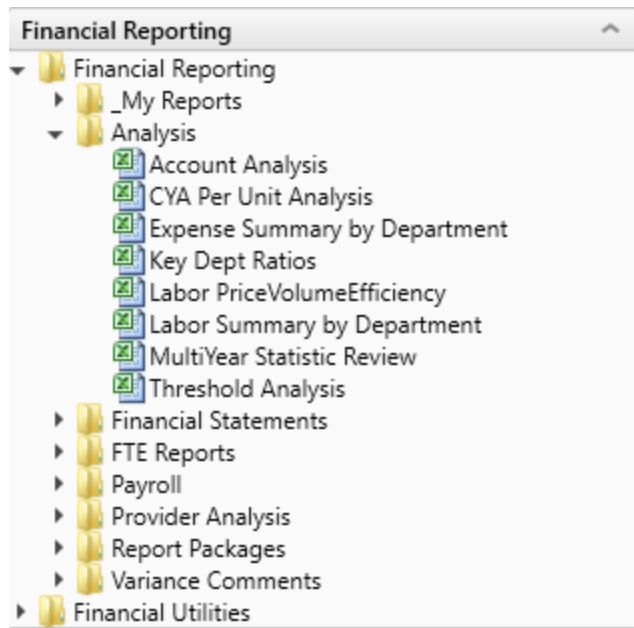 Financial Reporting
Financial Reporting
_My Reports
Analysis
Account Analysis
CYA Per Unit Analysis
Expense Summary by Department
Key Dept Ratios
Labor PriceVolumeEfficiency
Labor Summary by Department
MultiYear Statistic Review
Threshold Analysis
Financial Statements
FTE Reports
Payroll
Provider Analysis
Report Packages
Variance Comments
Financial Utilities